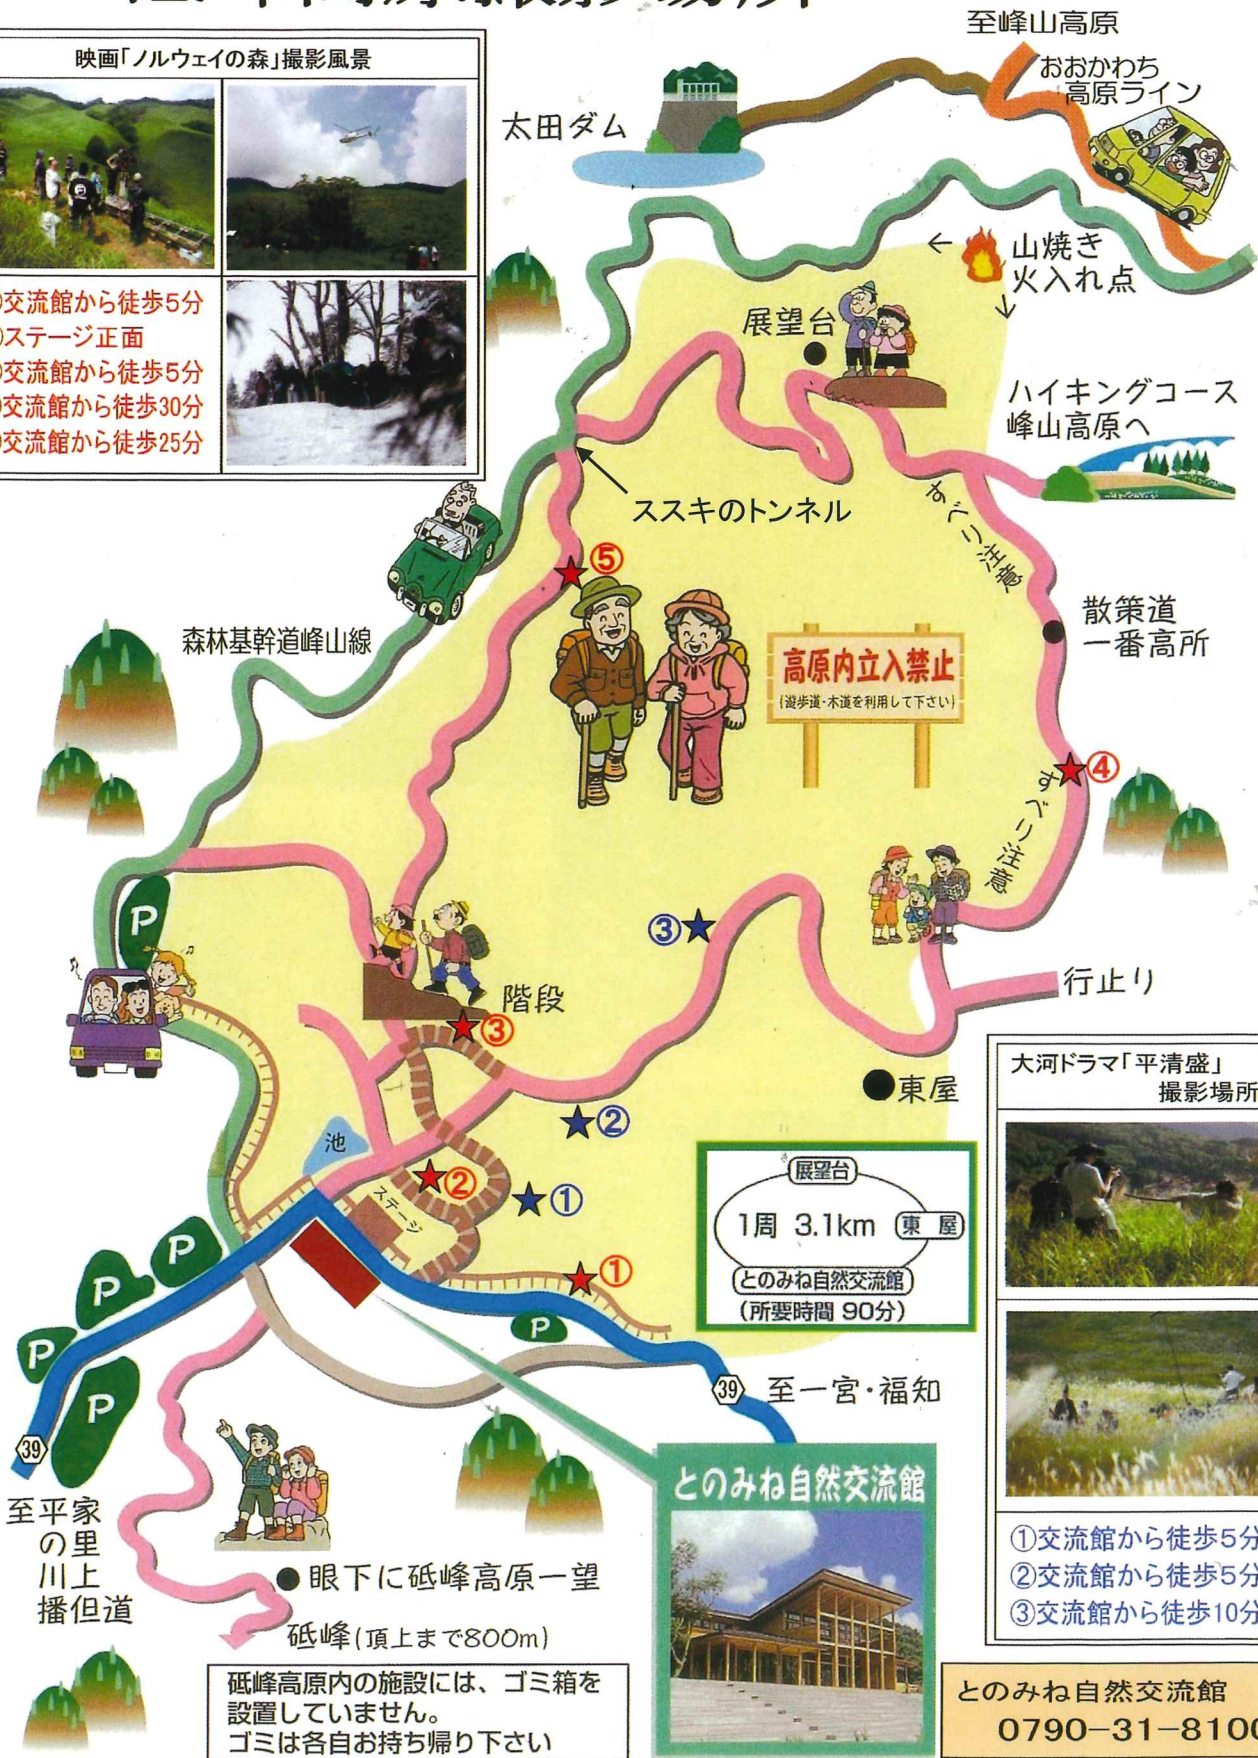 至峰山高原
おおかわち
高原ライン
映画「ノルウェイの森」撮影風景
太田ダム
交流館から徒歩5分
ステージ正面
交流館から徒歩5分
交流館から徒歩30分
交流館から徒歩25分
山焼き
火入れ点
展望台
ハイキングコース
峰山高原へ
ススキのトンネル
すべり注意
⑤
散策道
一番高所
森林基幹道峰山線
高原内立入禁止
(遊歩道・木道を利用して下さい)
④
すべり注意
P
③
行止り
階段
③
大河ドラマ「平清盛」
撮影場所
東屋
②
池
展望台
1周 3.1km
東屋
とのみね自然交流館
(所要時間 90分)
②
①
ステージ
①
P
P
P
P
P
39
至一宮・福知
39
とのみね自然交流館
至平家
の里
川上
播但道
①交流館から徒歩5分
②交流館から徒歩5分
③交流館から徒歩10分
眼下に砥峰高原一望
砥峰(頂上まで800m)
砥峰高原内の施設には、ゴミ箱を
設置していません。
ゴミは各自お持ち帰り下さい
とのみね自然交流館
0790-31-8100